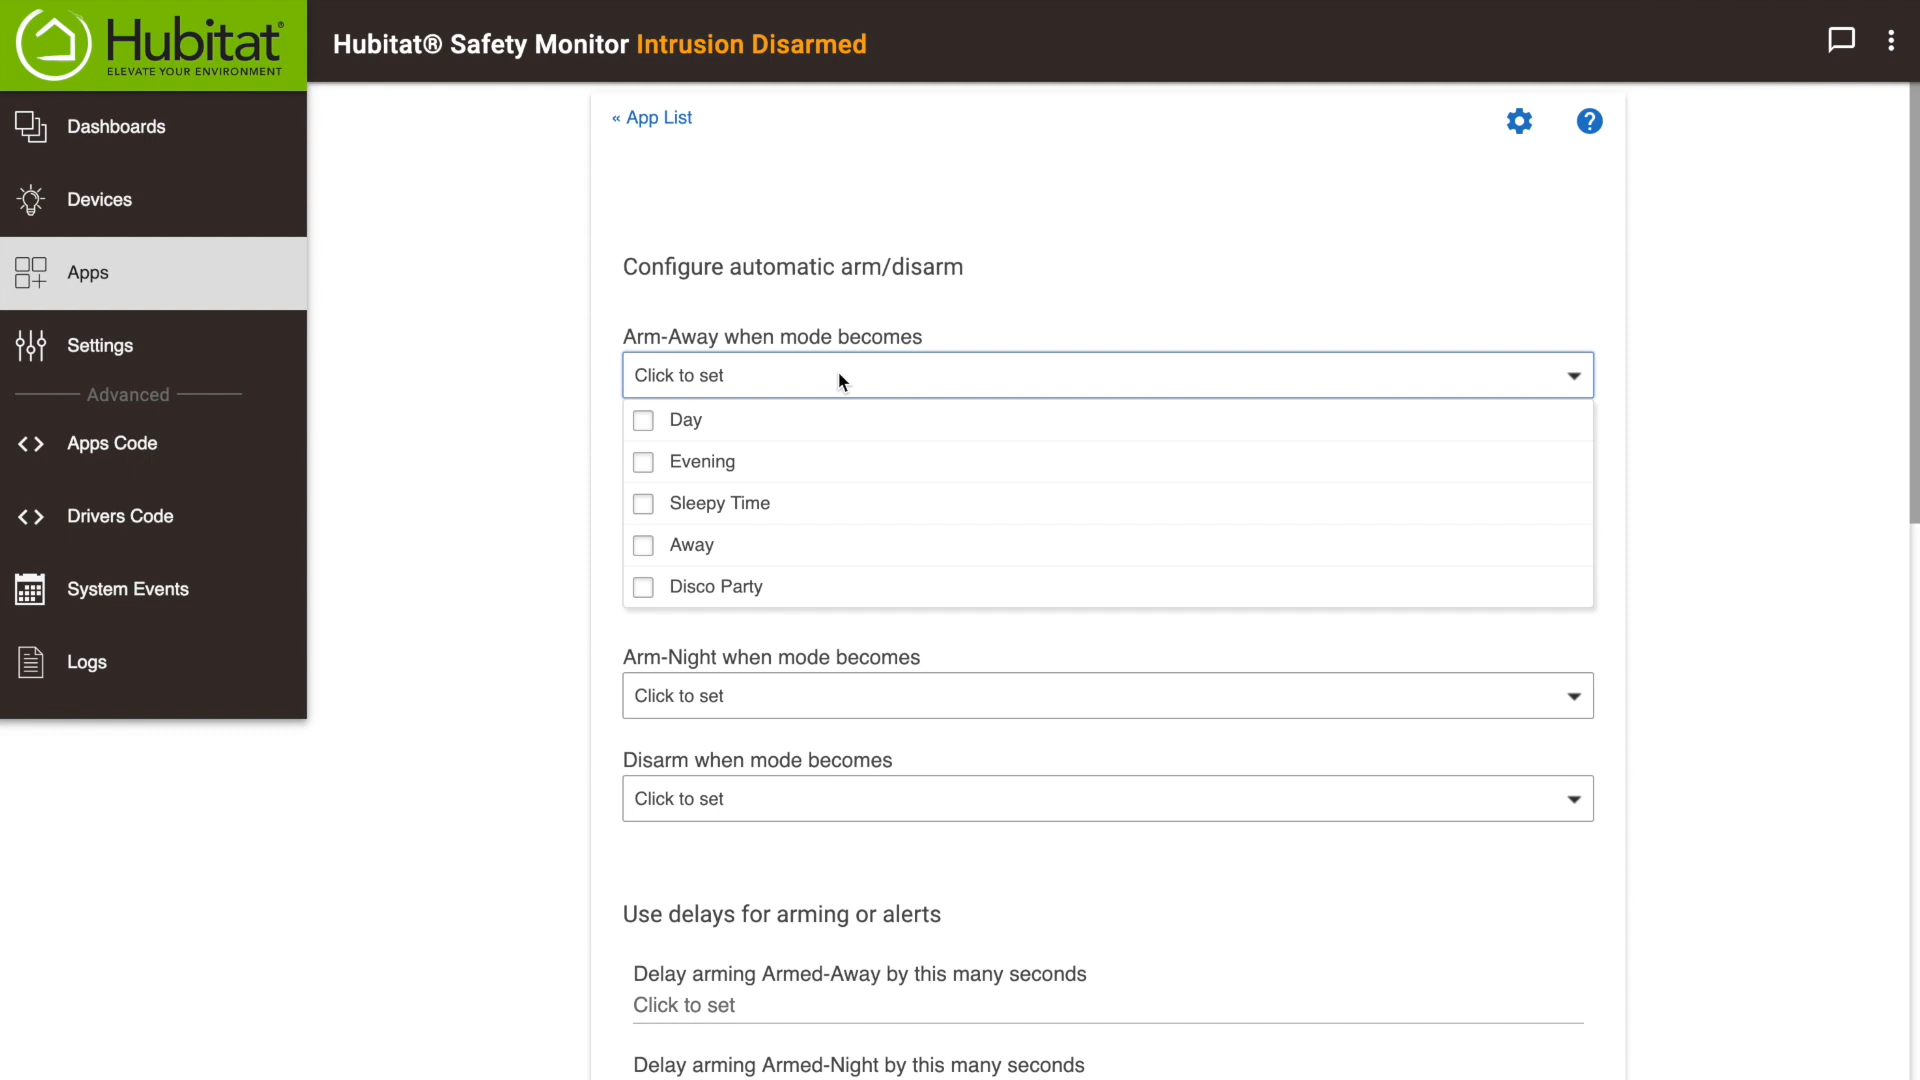 Hubitat®
ELEVATE YOUR ENVIRONMENT
Hubitat® Safety Monitor Intrusion Disarmed
Dashboards
Devices
Apps
Settings
Advanced
Apps Code
Drivers Code
System Events
Logs
« App List
?
Configure automatic arm/disarm
Arm-Away when mode becomes
Click to set
Day
Evening
Sleepy Time
Away
Disco Party
Arm-Night when mode becomes
Click to set
Disarm when mode becomes
Click to set
Use delays for arming or alerts
Delay arming Armed-Away by this many seconds
Click to set
Delay arming Armed-Night by this many seconds